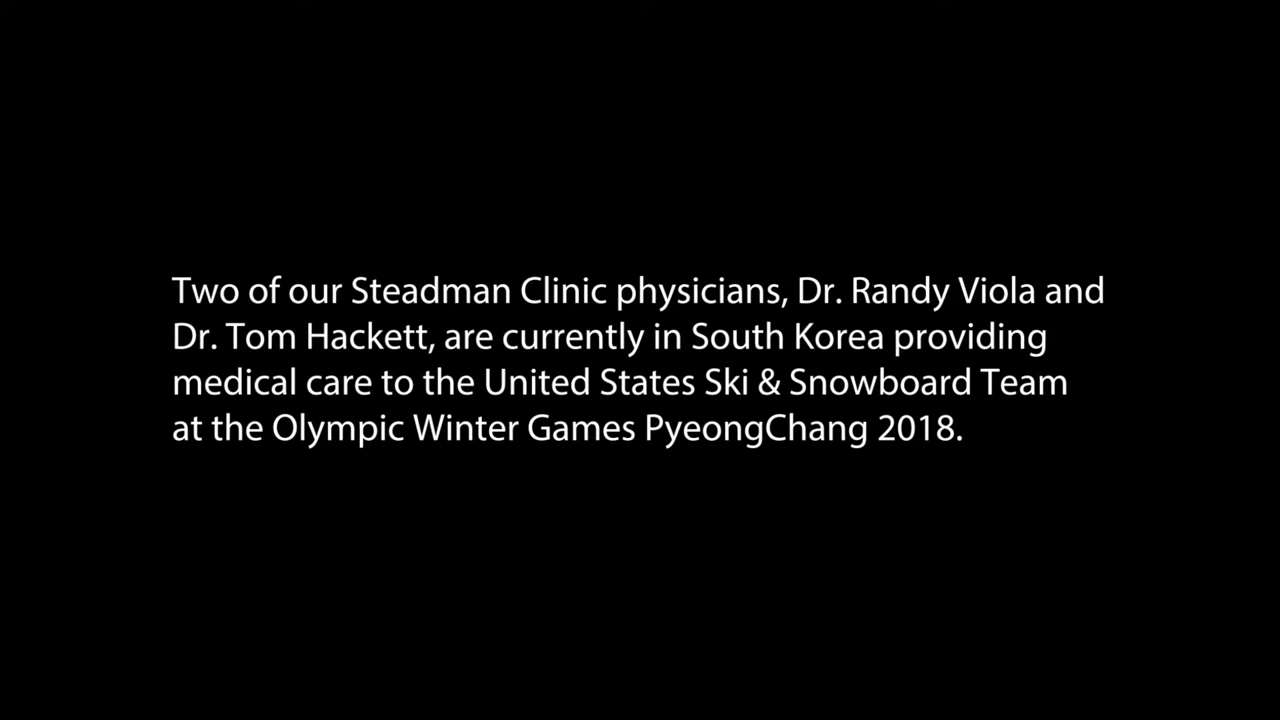 Two of our Steadman Clinic physicians, Dr. Randy Viola and
Dr. Tom Hackett, are currently in South Korea providing
medical care to the United States Ski & Snowboard Team
at the Olympic Winter Games PyeongChang 2018.